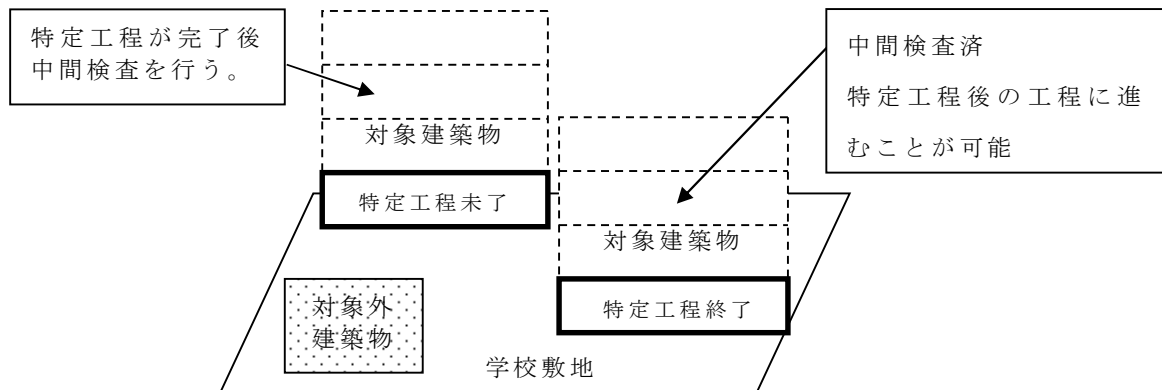 特定工程が完了後
中間検査を行う。
対象建築物
特定工程未了
中間検査済
特定工程後の工程に進
むことが可能
対象建築物
特定工程終了
対象外
建築物
学校敷地